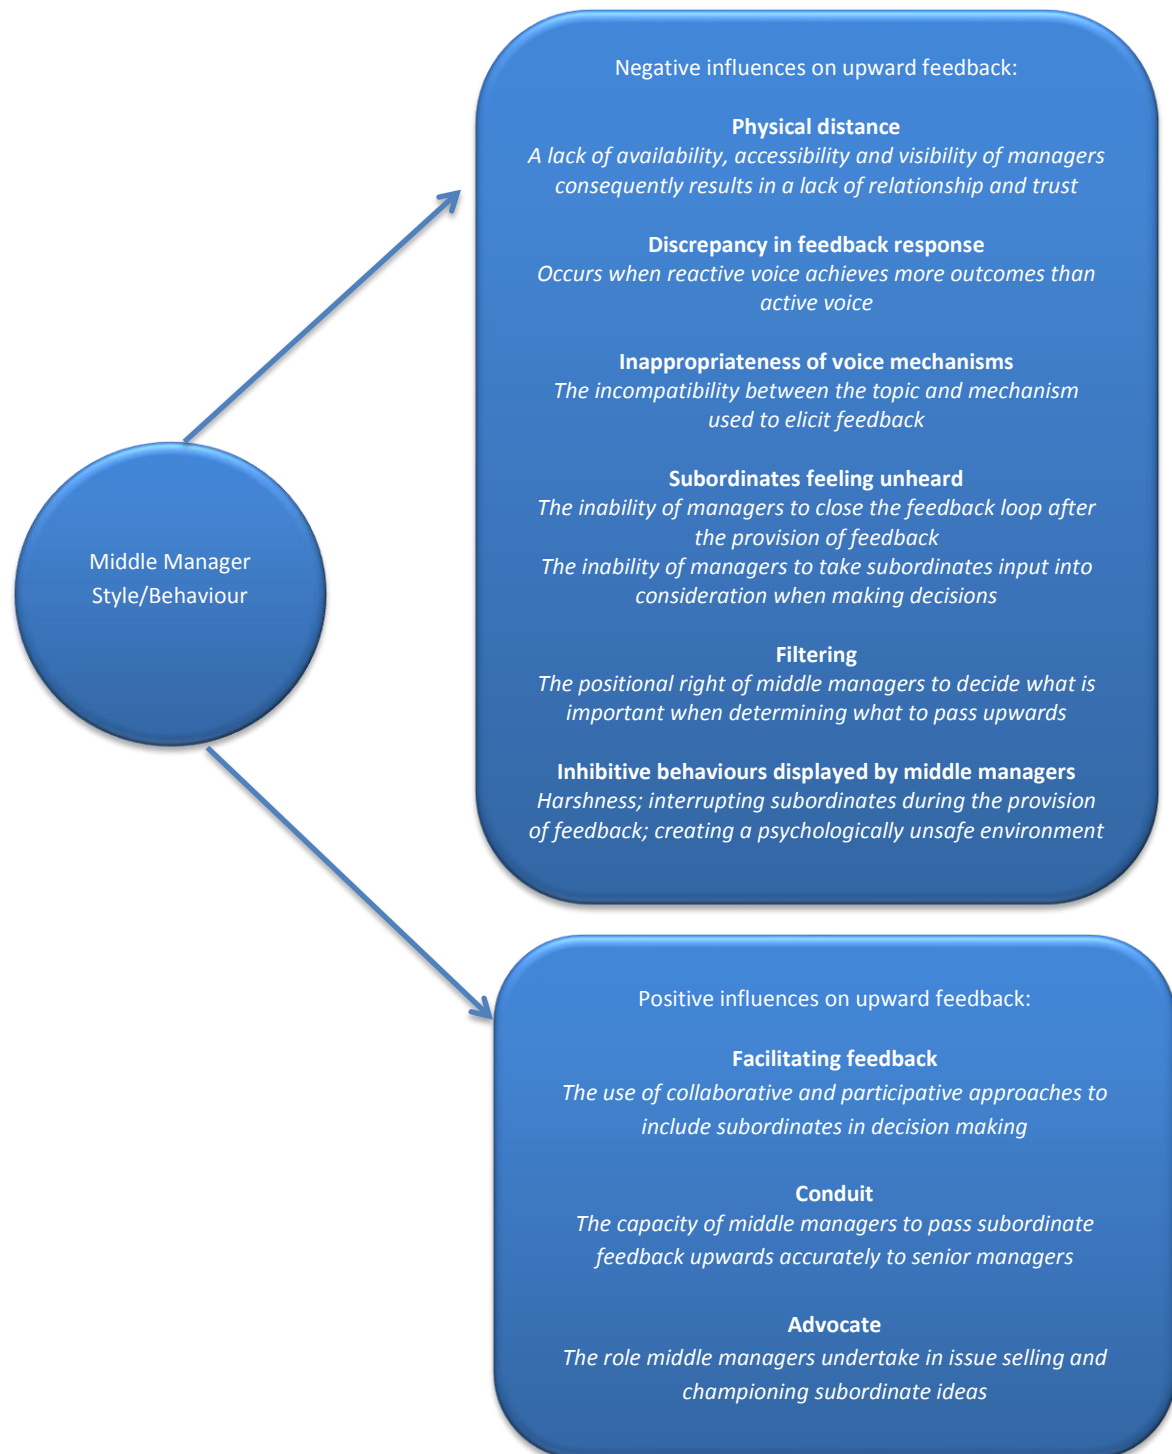 Negative influences on upward feedback:
Physical distance
A lack of availability, accessibility and visibility of managers
consequently results in a lack of relationship and trust
Discrepancy in feedback response
Occurs when reactive voice achieves more outcomes than
active voice
Inappropriateness of voice mechanisms
The incompatibility between the topic and mechanism
used to elicit feedback
Subordinates feeling unheard
The inability of managers to close the feedback loop after
the provision of feedback
The inability of managers to take subordinates input into
consideration when making decisions
Filtering
The positional right of middle managers to decide what is
important when determining what to pass upwards
Inhibitive behaviours displayed by middle managers
Harshness; interrupting subordinates during the provision
of feedback; creating a psychologically unsafe environment
Middle Manager
Style/Behaviour
Positive influences on upward feedback:
Facilitating feedback
The use of collaborative and participative approaches to
include subordinates in decision making
Conduit
The capacity of middle managers to pass subordinate
feedback upwards accurately to senior managers
Advocate
The role middle managers undertake in issue selling and
championing subordinate ideas